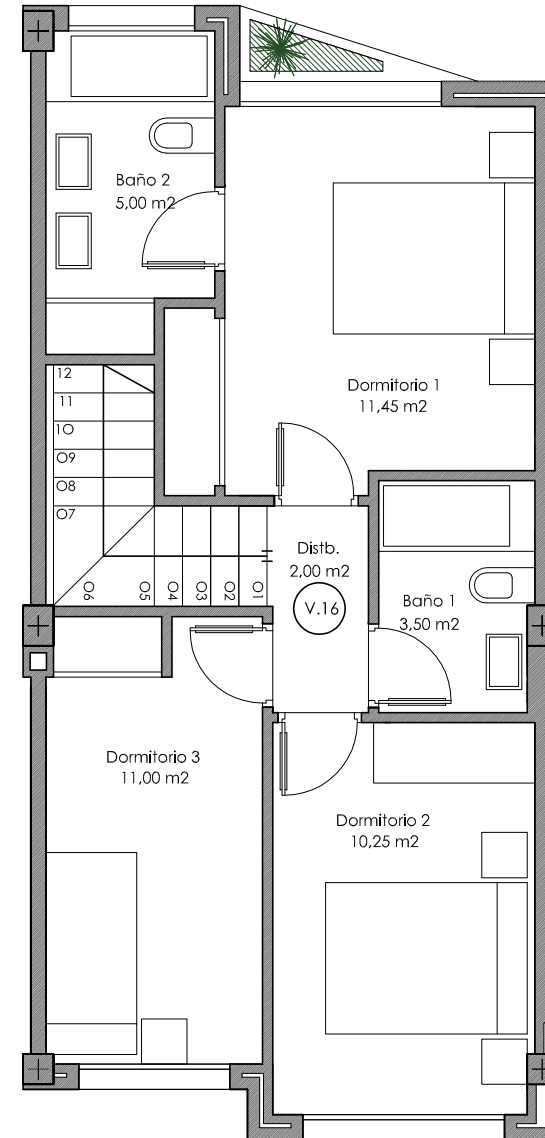 Baño 2
5,00 m2
Dormitorio 1
11,45 m2
12
11
10
09
08
07
06
05
04
03
02
01
Distb.
2,00 m2
V.16
Baño 1
3,50 m2
Dormitorio 3
11,00 m2
Dormitorio 2
10,25 m2